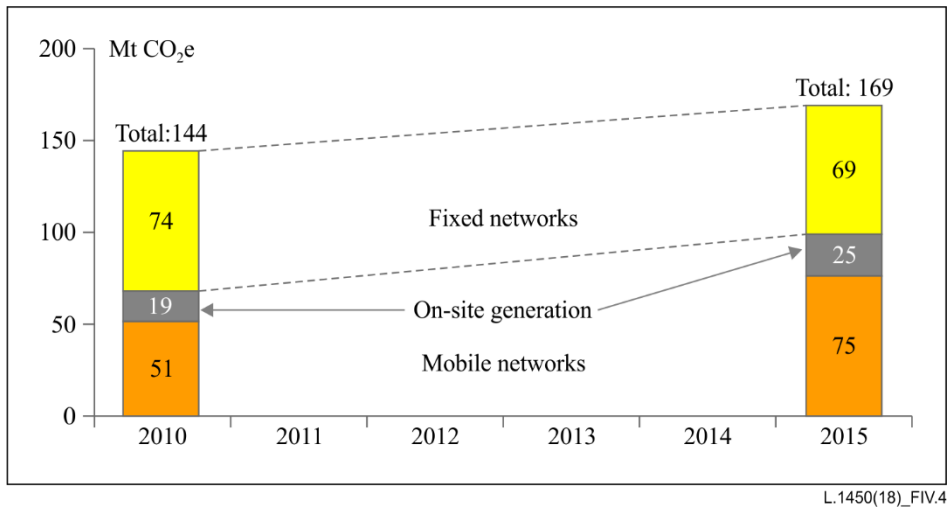 200
Mt CO₂e
Total: 169
Total:144
150
74
69
Fixed networks
100
25
19
On-site generation
50
51
Mobile networks
75
0
2010
2011
2012
2013
2014
2015
L.1450(18)_FIV.4